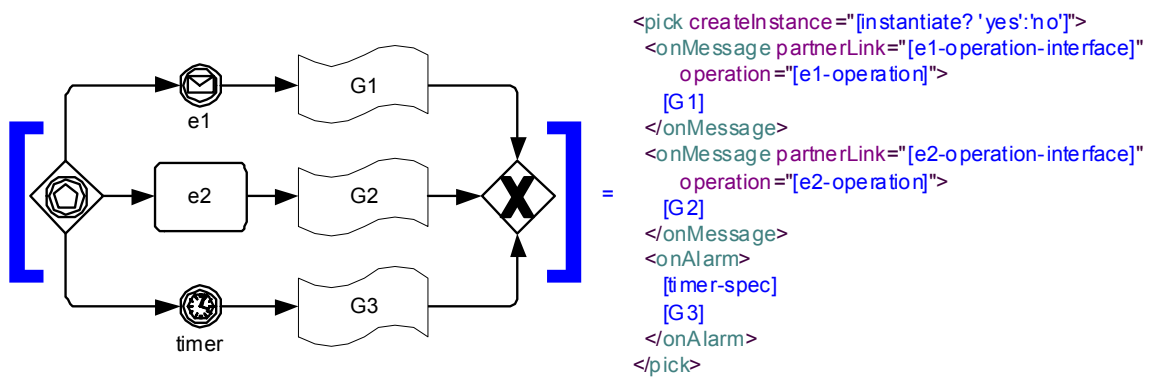 e1
G1
e2
G2
timer
G3
X
=
<pick createInstance="[instantiate? 'yes':'no']">
<onMessage partnerLink="[e1-operation-interface]"
operation="[e1-operation]">
[G1]
</onMessage>
<onMessage partnerLink="[e2-operation-interface]"
operation="[e2-operation]">
[G2]
</onMessage>
<onAlarm>
[timer-spec]
[G3]
</onAlarm>
</pick>